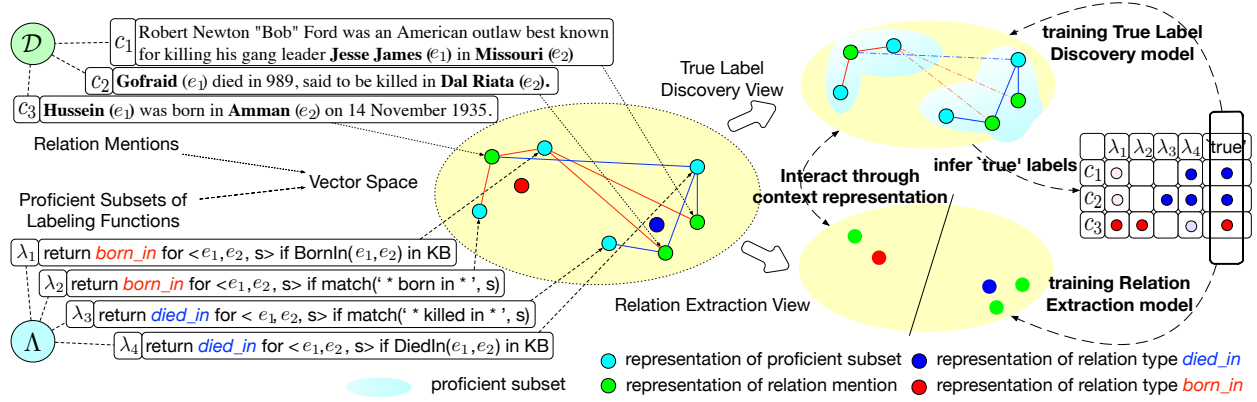 𝒟
c1 Robert Newton "Bob" Ford was an American outlaw best known
for killing his gang leader Jesse James (e1) in Missouri (e2)
c2 Gofraid (e1) died in 989, said to be killed in Dal Riata (e2).
c3 Hussein (e1) was born in Amman (e2) on 14 November 1935.
Relation Mentions
Vector Space
Proficient Subsets of
Labeling Functions
λ1 return born_in for <e1,e2, s> if BornIn(e1,e2) in KB
λ2 return born_in for <e1,e2, s> if match(‘ * born in * ’, s)
λ3 return died_in for < e1,e2, s> if match(‘ * killed in * ’, s)
λ4 return died_in for <e1,e2, s> if DiedIn(e1,e2) in KB
Λ
True Label
Discovery View
Relation Extraction View
training True Label
Discovery model
infer `true' labels
Interact through
context representation
training Relation
Extraction model
λ1 λ2 λ3 λ4 `true'
c1
c2
c3
proficient subset
representation of proficient subset
representation of relation mention
representation of relation type died_in
representation of relation type born_in